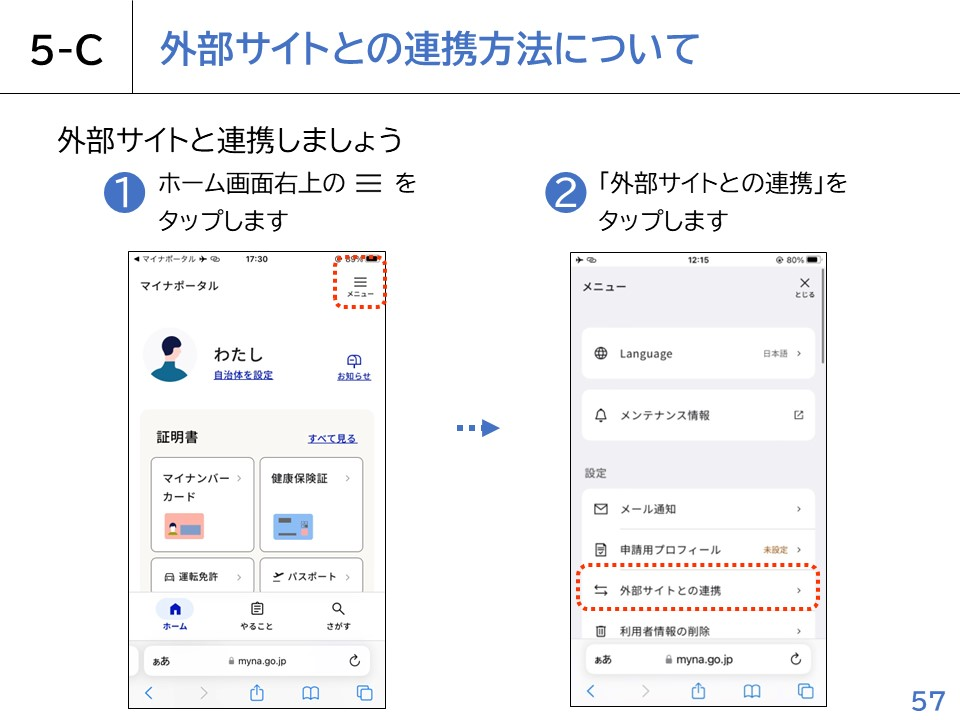 5-C
外部サイトとの連携方法について
外部サイトと連携しましょう
1
ホーム画面右上の ☰ を
タップします
2
「外部サイトとの連携」を
タップします
◀マイナポータル 17:30 69%
マイナポータル
メニュー
わたし
自治体を設定
お知らせ
証明書
すべて見る
マイナンバー
カード
健康保険証
運転免許
パスポート
ホーム
やること
さがす
ぁあ myna.go.jp
12:15 80%
メニュー
とじる
Language 日本語
メンテナンス情報
設定
メール通知
申請用プロフィール 未設定
外部サイトとの連携
利用者情報の削除
ぁあ myna.go.jp
57